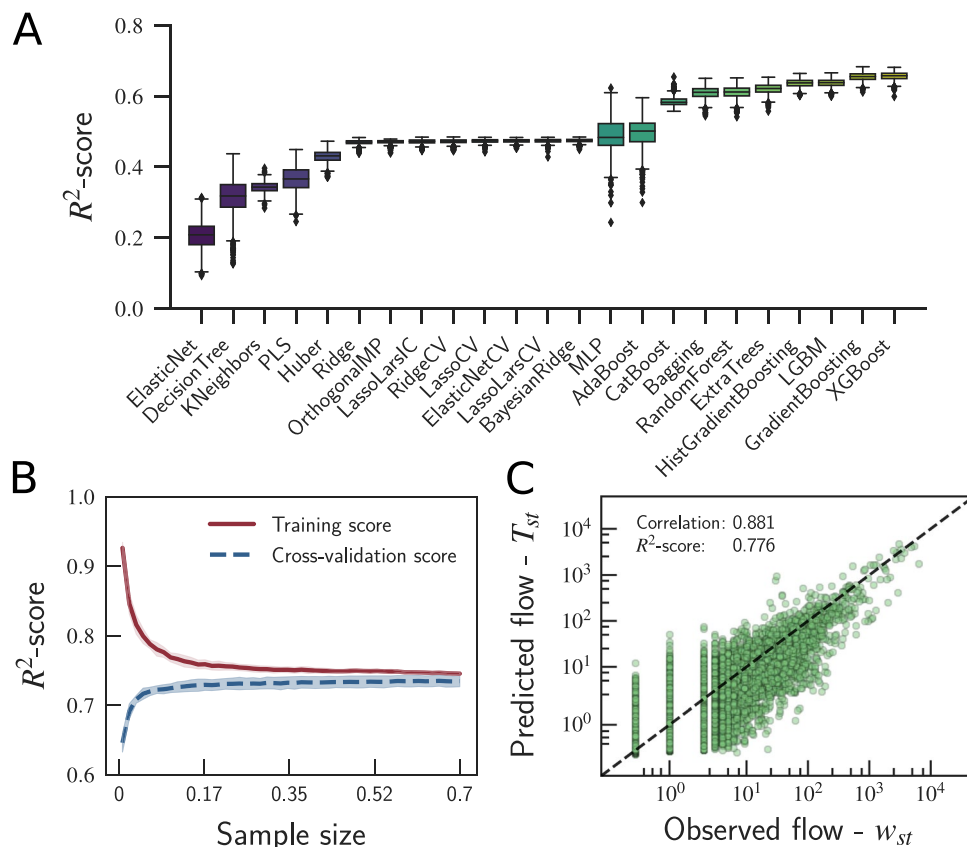 A
0.8
0.6
0.4
0.2
0.0
R²-score
ElasticNet
DecisionTree
KNeighbors
PLS
Huber
Ridge
OrthogonalMP
LassoLarsIC
RidgeCV
LassoCV
ElasticNetCV
LassoLarsCV
BayesianRidge
MLP
AdaBoost
CatBoost
Bagging
RandomForest
ExtraTrees
HistGradientBoosting
LGBM
GradientBoosting
XGBoost
B
1.0
0.9
0.8
0.7
0.6
R²-score
Training score
Cross-validation score
0 0.17 0.35 0.52 0.7
Sample size
C
Correlation: 0.881
R²-score: 0.776
10⁴
10³
10²
10¹
10⁰
Predicted flow - T_st
10⁰ 10¹ 10² 10³ 10⁴
Observed flow - w_st